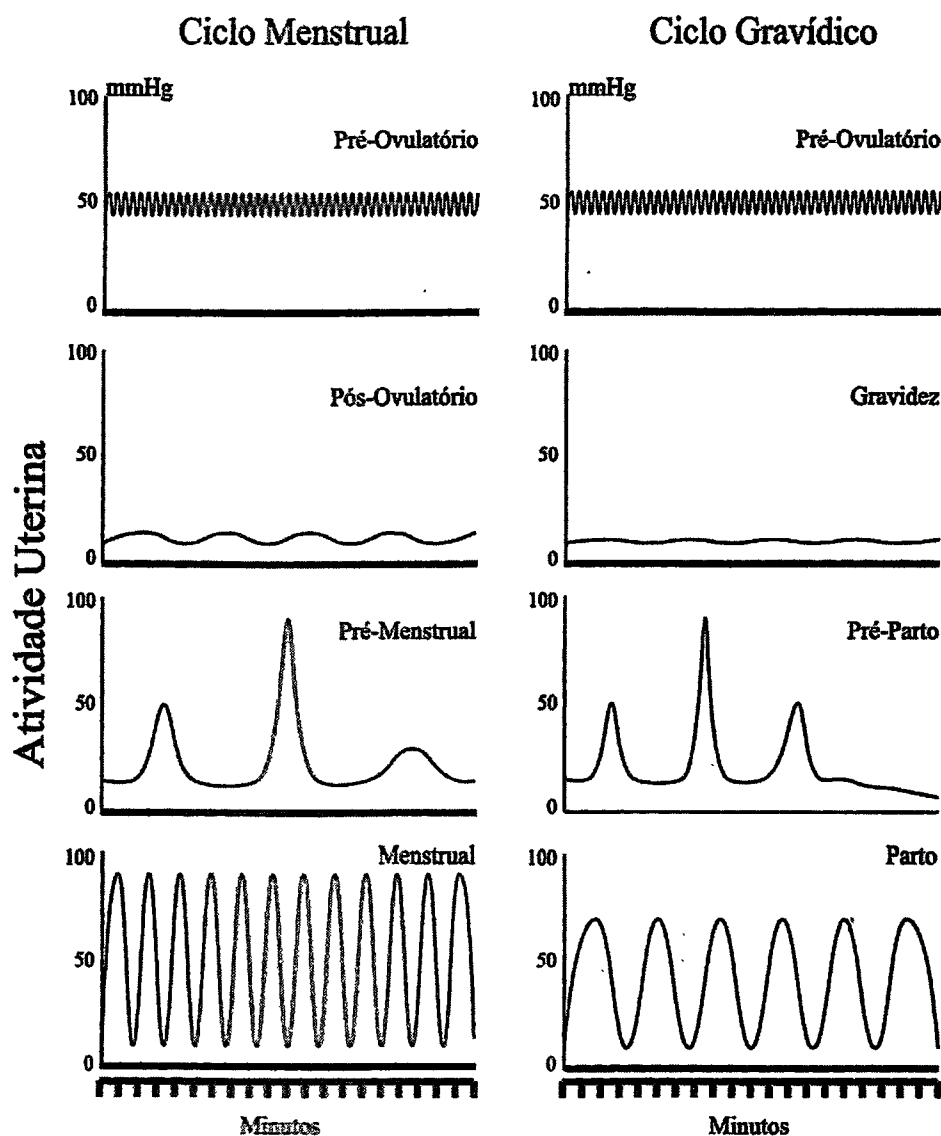 Ciclo Menstrual
Ciclo Gravídico
Atividade Uterina
100 mmHg
Pré-Ovulatório
50
0
100 mmHg
Pré-Ovulatório
50
0
100
Pós-Ovulatório
50
0
100
Gravidez
50
0
100
Pré-Menstrual
50
0
100
Pré-Parto
50
0
100
Menstrual
50
0
100
Parto
50
0
Minutos
Minutos